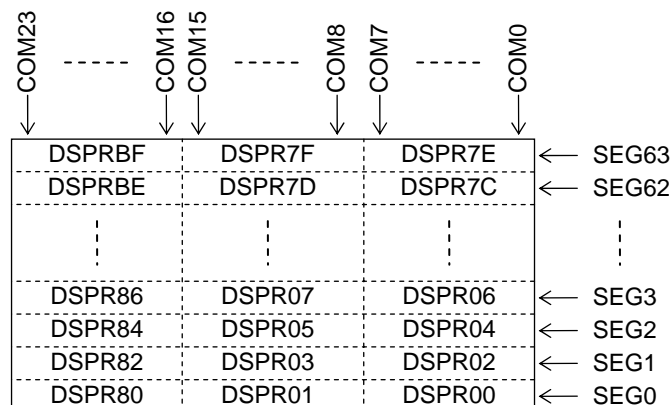 COM23 COM16 COM15 COM8 COM7 COM0
DSPRBF DSPR7F DSPR7E SEG63
DSPRBE DSPR7D DSPR7C SEG62
DSPR86 DSPR07 DSPR06 SEG3
DSPR84 DSPR05 DSPR04 SEG2
DSPR82 DSPR03 DSPR02 SEG1
DSPR80 DSPR01 DSPR00 SEG0